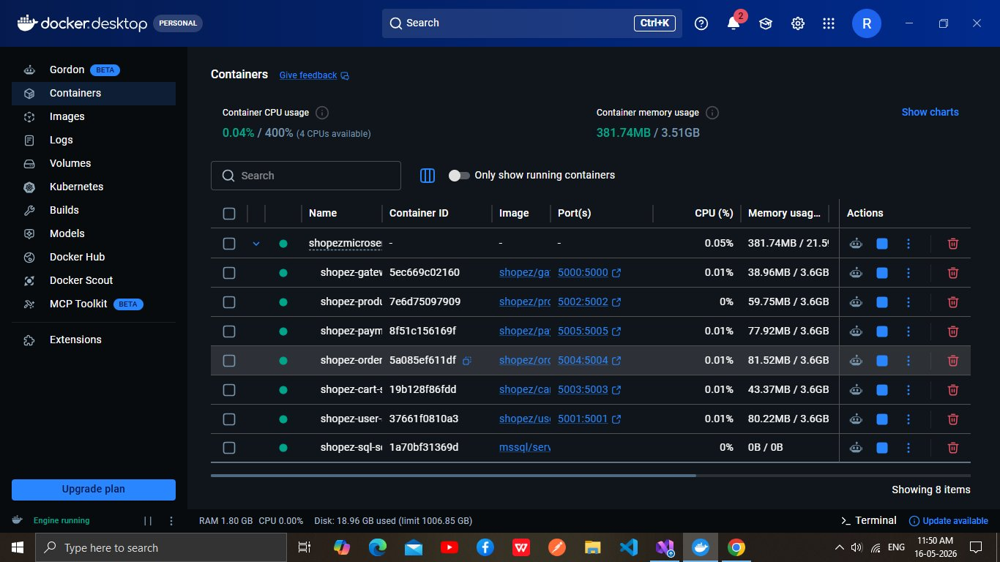 docker.desktop PERSONAL
Search Ctrl+K
2
R
Gordon BETA
Containers
Images
Logs
Volumes
Kubernetes
Builds
Models
Docker Hub
Docker Scout
MCP Toolkit BETA
Extensions
Upgrade plan
Containers Give feedback
Container CPU usage
0.04% / 400% (4 CPUs available)
Container memory usage
381.74MB / 3.51GB
Show charts
Search
Only show running containers
Name Container ID Image Port(s) CPU (%) Memory usag... Actions
shopezmicrose - - - 0.05% 381.74MB / 21.5
shopez-gatew 5ec669c02160 shopez/ga 5000:5000 0.01% 38.96MB / 3.6GB
shopez-produ 7e6d75097909 shopez/pro 5002:5002 0% 59.75MB / 3.6GB
shopez-paym 8f51c156169f shopez/pa 5005:5005 0.01% 77.92MB / 3.6GB
shopez-order 5a085ef611df shopez/orc 5004:5004 0.01% 81.52MB / 3.6GB
shopez-cart-s 19b128f86fdd shopez/ca 5003:5003 0.01% 43.37MB / 3.6GB
shopez-user- 37661f0810a3 shopez/use 5001:5001 0.01% 80.22MB / 3.6GB
shopez-sql-se 1a70bf31369d mssql/serv 0% 0B / 0B
Showing 8 items
Engine running
RAM 1.80 GB CPU 0.00% Disk: 18.96 GB used (limit 1006.85 GB)
>_ Terminal
Update available
Type here to search
ENG
11:50 AM
16-05-2026